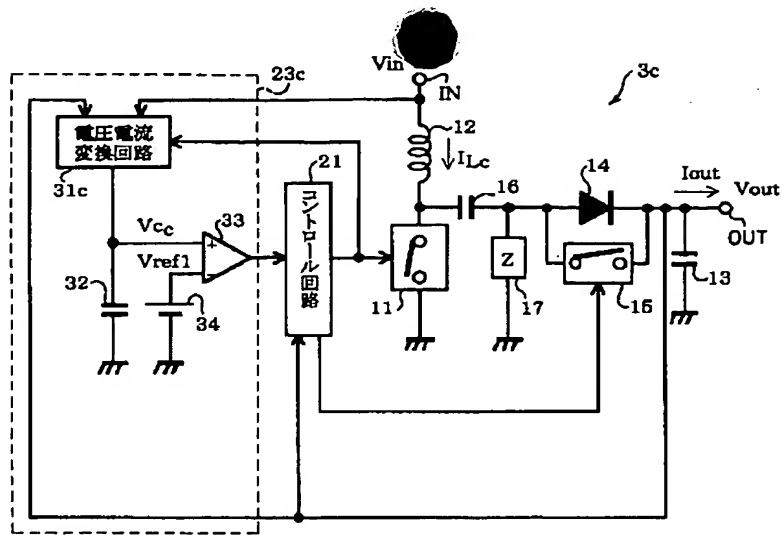 Vin
IN
23c
3c
電圧電流
変換回路
31c
12
ILc
21
コントロール回路
16
14
Iout
Vout
OUT
Vcc
33
+
-
Vref1
32
34
11
Z
17
15
13